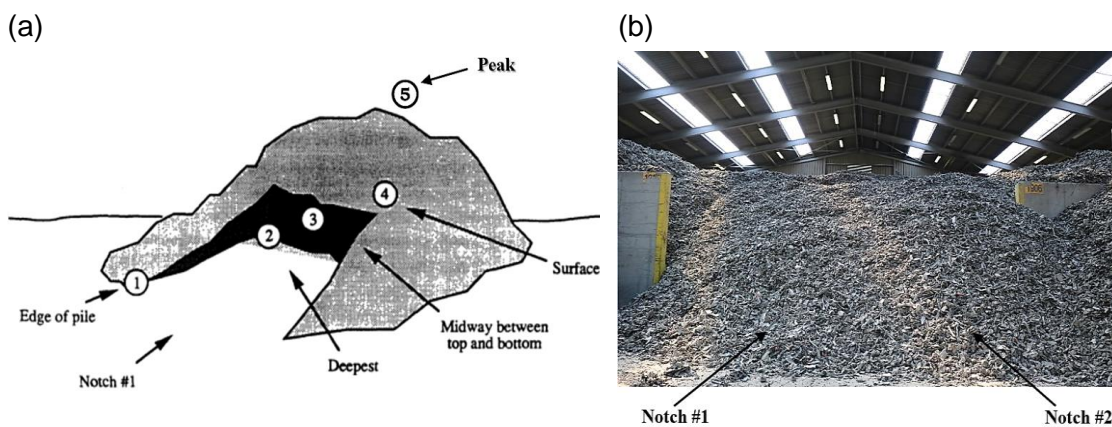 (a)
Peak
5
4
3
2
1
Surface
Edge of pile
Midway between
top and bottom
Deepest
Notch #1
(b)
Notch #1
Notch #2